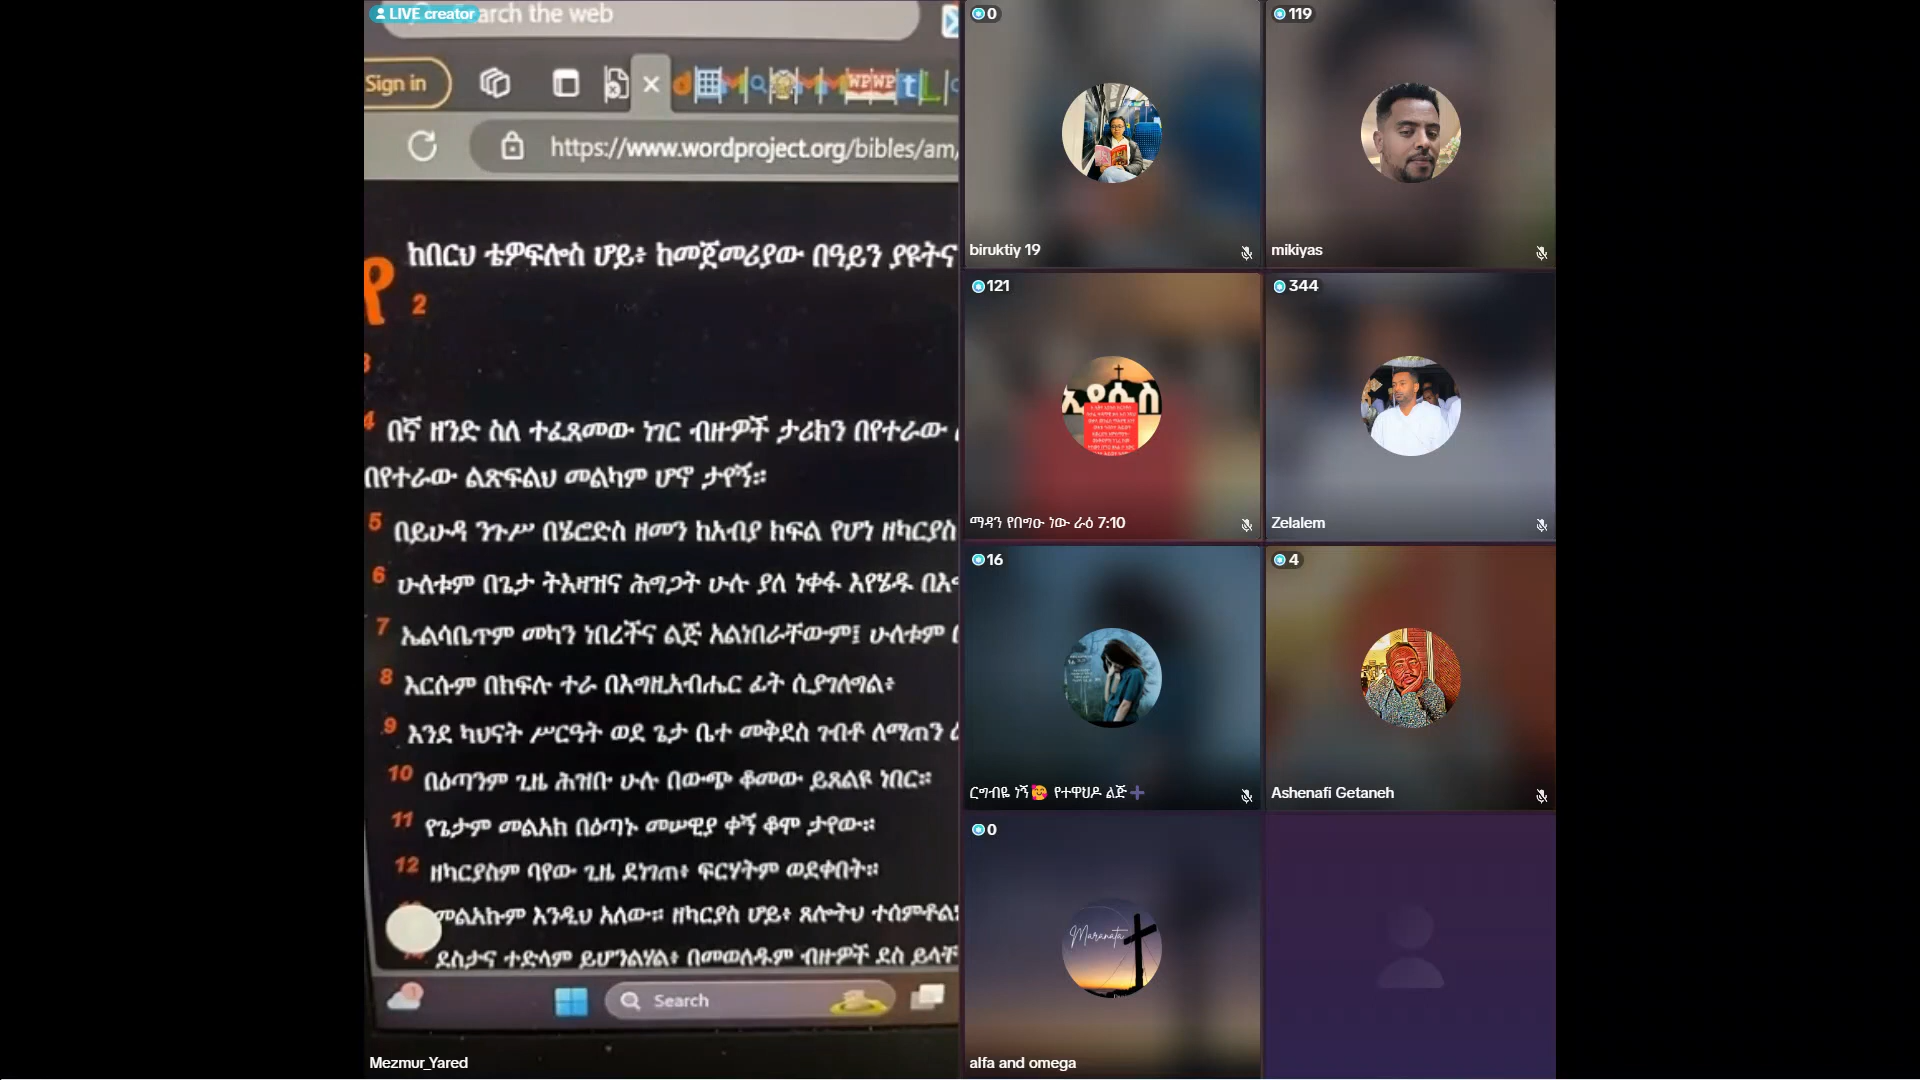 LIVE creator
arch the web
Sign in
https://www.wordproject.org/bibles/am/
ከበርህ ቴዎፍሎስ ሆይ፥ ከመጀመሪያው በዓይን ያዩትና
2
3
4 በኛ ዘንድ ስለ ተፈጸመው ነገር ብዙዎች ታሪክን በየተራው
በየተራው ልጽፍልህ መልካም ሆኖ ታየኝ።
5 በይሁዳ ንጉሥ በሄሮድስ ዘመን ከአብያ ክፍል የሆነ ዘካርያስ
6 ሁለቱም በጌታ ትእዛዝና ሕግጋት ሁሉ ያለ ነቀፋ እየሄዱ
7 ኤልሳቤጥም መካን ነበረችና ልጅ አልነበራቸውም፤ ሁለቱም
8 እርሱም በክፍሉ ተራ በእግዚአብሔር ፊት ሲያገለግል፥
9 እንደ ካህናት ሥርዓት ወደ ጌታ ቤተ መቅደስ ገብቶ ለማጠን
10 በዕጣንም ጊዜ ሕዝቡ ሁሉ በውጭ ቆመው ይጸልዩ ነበር።
11 የጌታም መልአክ በዕጣኑ መሠዊያ ቀኝ ቆሞ ታየው።
12 ዘካርያስም ባየው ጊዜ ደነገጠ፥ ፍርሃትም ወደቀበት።
መልአኩም እንዲህ አለው። ዘካርያስ ሆይ፥ ጸሎትህ
ደስታና ተድላም ይሆንልሃል፥ በመወለዱም ብዙዎች ደስ
Search
Mezmur_Yared
0
biruktiy 19
119
mikiyas
121
ኢየሱስ
ማዳን የበግዑ ነው ራዕ 7:10
344
Zelalem
16
ርግብዬ ነኝ🥰 የተዋህዶ ልጅ➕
4
Ashenafi Getaneh
0
Maranata
alfa and omega